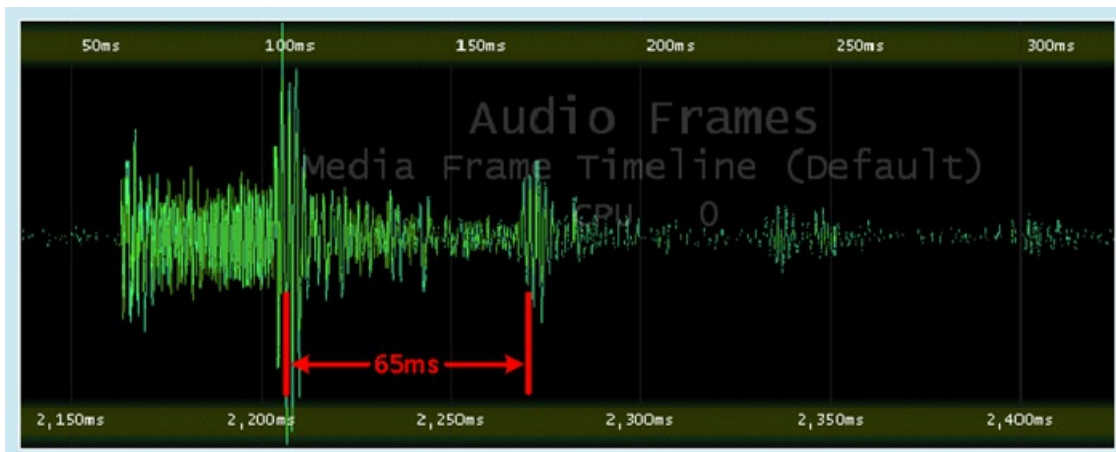 50ms 100ms 150ms 200ms 250ms 300ms
Audio Frames
Media Frame Timeline (Default)
CPU 0
65ms
2,150ms 2,200ms 2,250ms 2,300ms 2,350ms 2,400ms